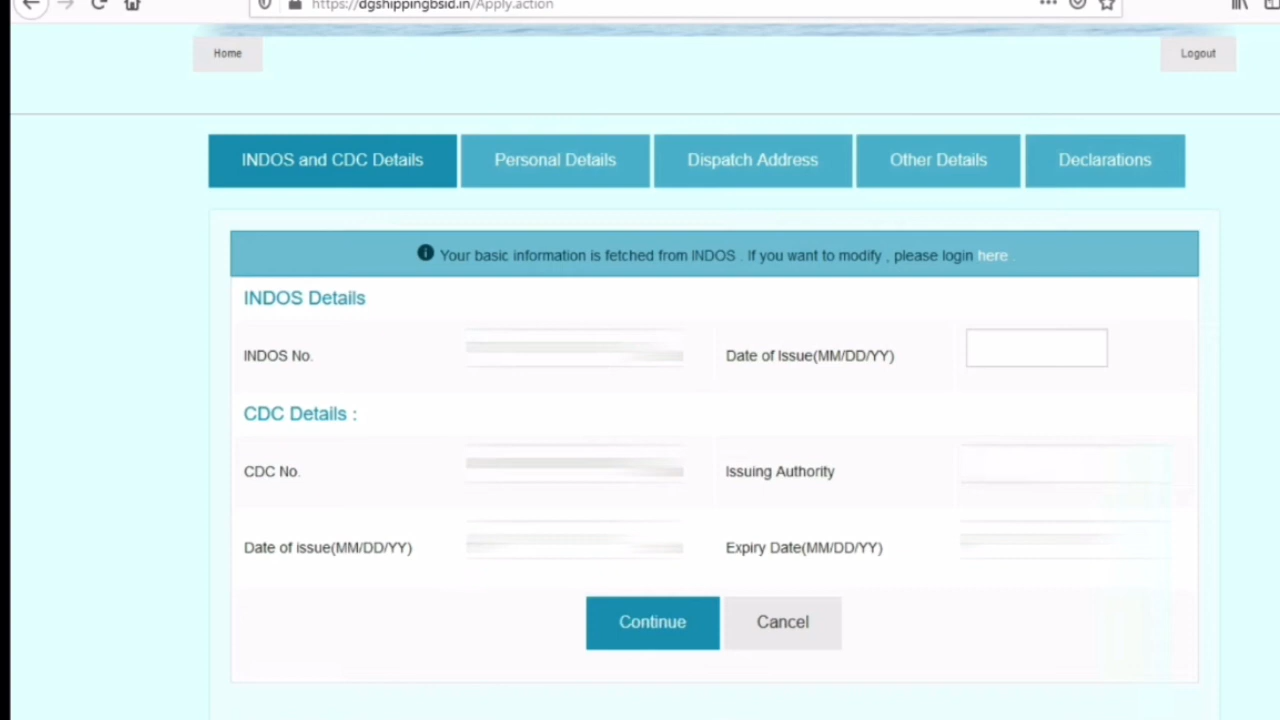 https://dgshippingbsid.in/Apply.action
Home
Logout
INDOS and CDC Details
Personal Details
Dispatch Address
Other Details
Declarations
Your basic information is fetched from INDOS . If you want to modify , please login here .
INDOS Details
INDOS No.
Date of Issue(MM/DD/YY)
CDC Details :
CDC No.
Issuing Authority
Date of issue(MM/DD/YY)
Expiry Date(MM/DD/YY)
Continue
Cancel